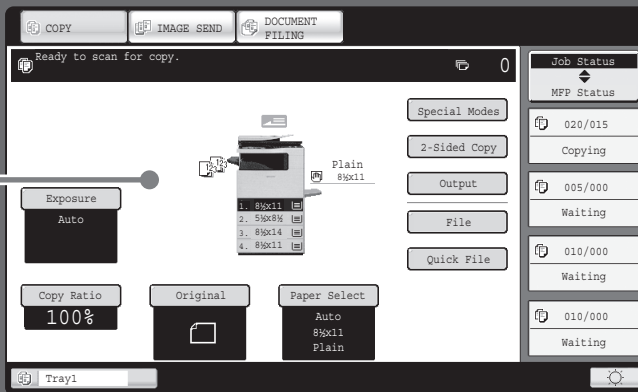 COPY
IMAGE SEND
DOCUMENT
FILING
Ready to scan for copy.
0
Job Status
MFP Status
020/015
Copying
005/000
Waiting
010/000
Waiting
010/000
Waiting
Special Modes
2-Sided Copy
Output
File
Quick File
Plain
8½x11
1. 8½x11
2. 5½x8½
3. 8½x14
4. 8½x11
Exposure
Auto
Copy Ratio
100%
Original
Paper Select
Auto
8½x11
Plain
Tray1